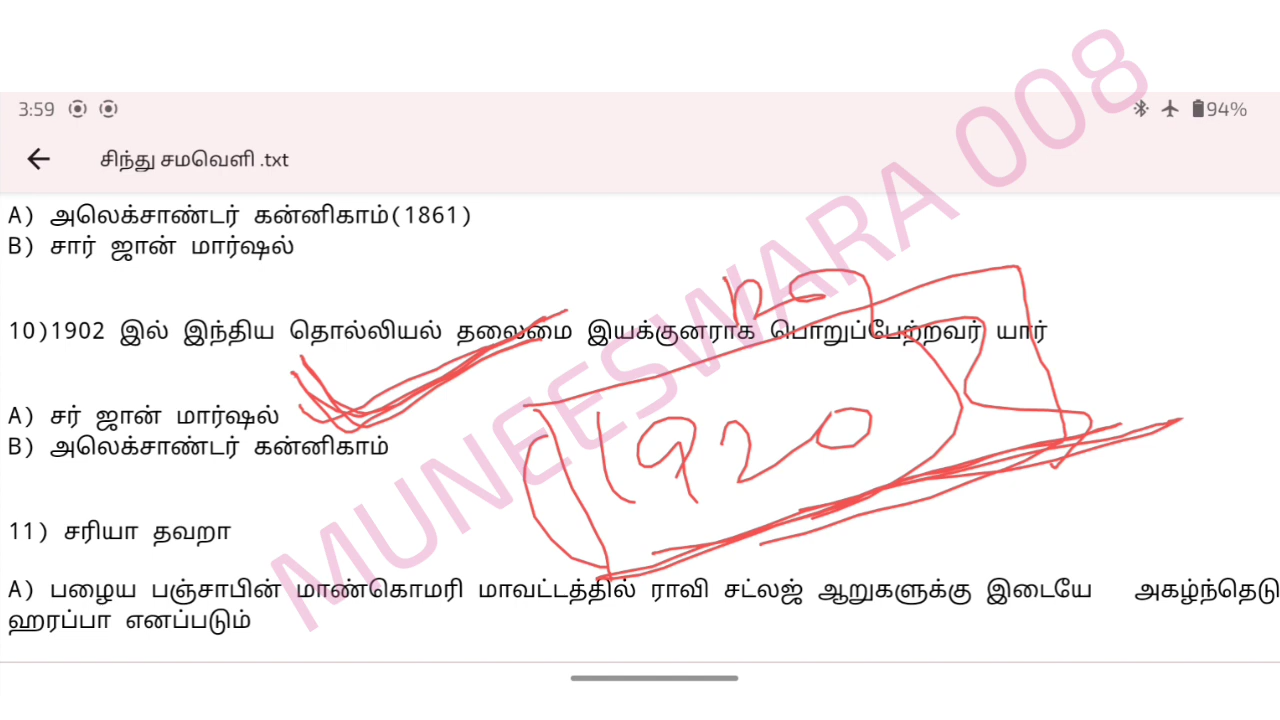 3:59 94%
சிந்து சமவெளி .txt
A) அலெக்சாண்டர் கன்னிகாம்(1861)
B) சார் ஜான் மார்ஷல்
10)1902 இல் இந்திய தொல்லியல் தலைமை இயக்குனராக பொறுப்பேற்றவர் யார்
A) சர் ஜான் மார்ஷல்
B) அலெக்சாண்டர் கன்னிகாம்
1920
11) சரியா தவறா
A) பழைய பஞ்சாபின் மாண்கொமரி மாவட்டத்தில் ராவி சட்லஜ் ஆறுகளுக்கு இடையே அகழ்ந்தெடு
ஹரப்பா எனப்படும்
MUNEESWARA 008